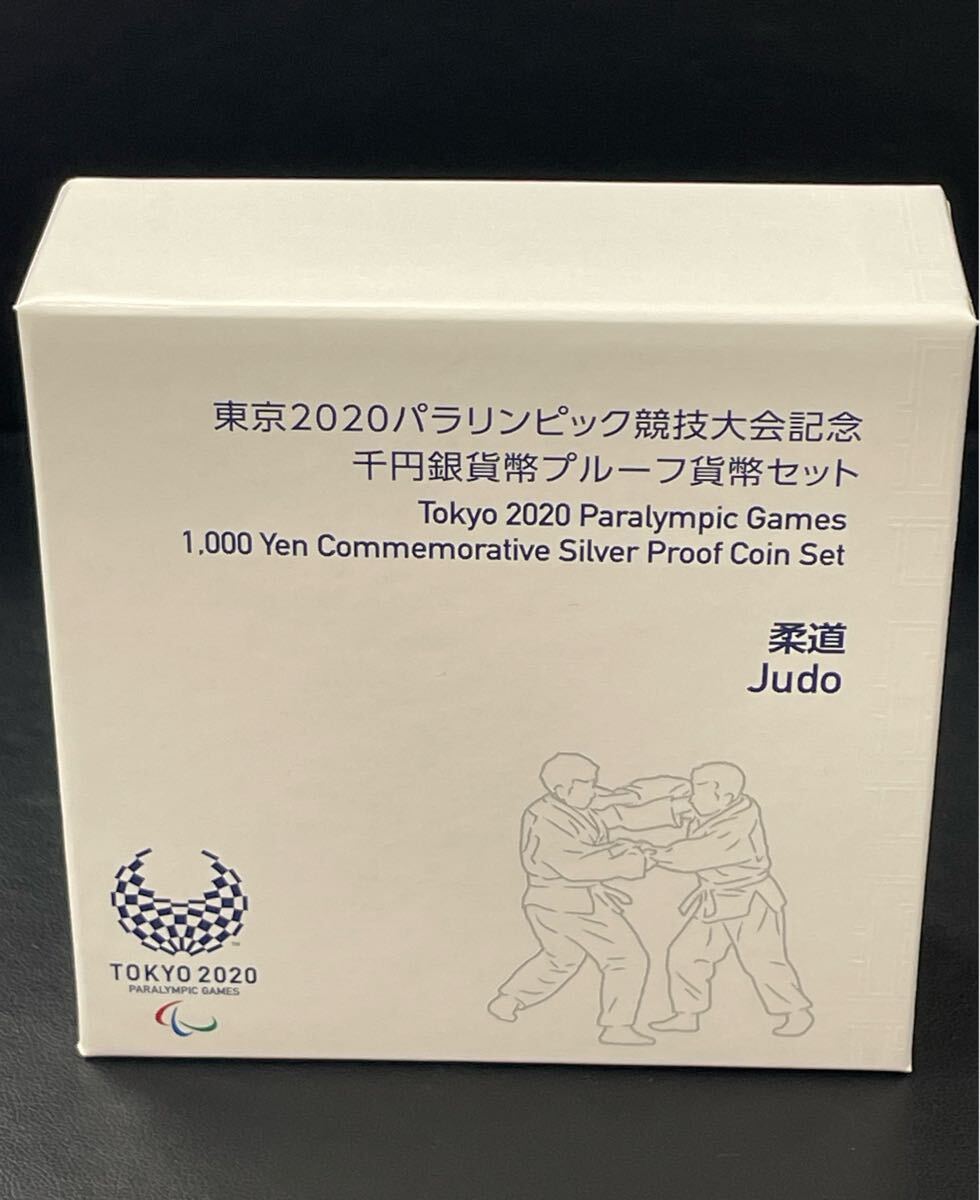 東京2020パラリンピック競技大会記念
千円銀貨幣プルーフ貨幣セット
Tokyo 2020 Paralympic Games
1,000 Yen Commemorative Silver Proof Coin Set
柔道
Judo
TM
TOKYO 2020
PARALYMPIC GAMES